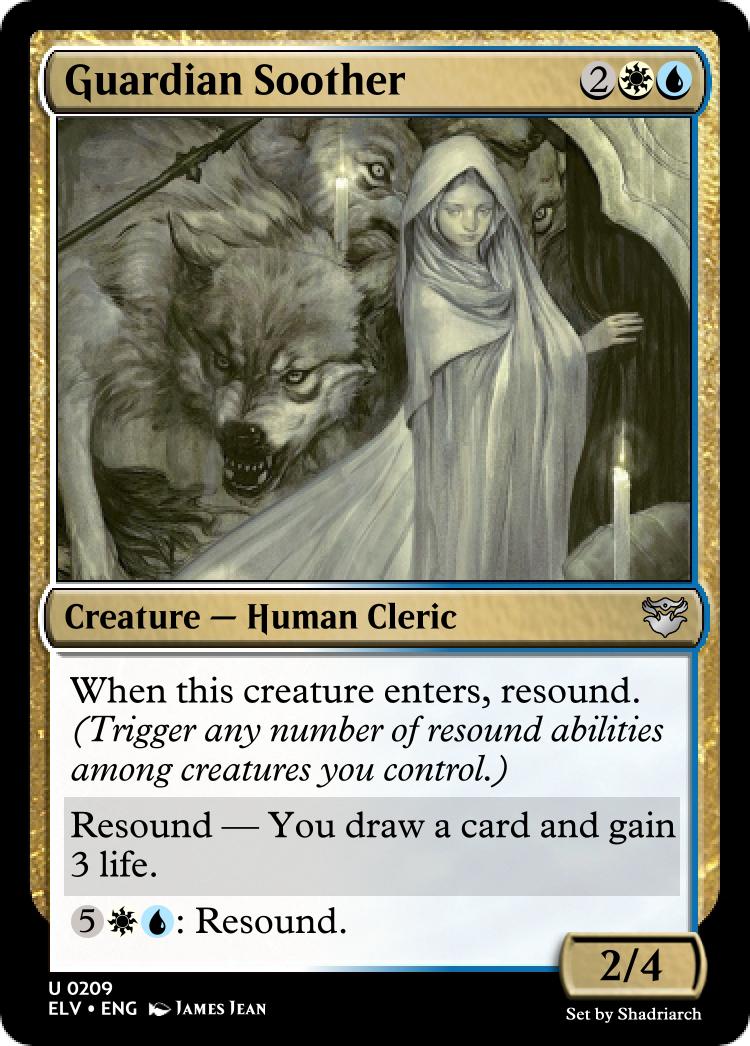 Guardian Soother 2
Creature — Human Cleric
When this creature enters, resound.
(Trigger any number of resound abilities
among creatures you control.)
Resound — You draw a card and gain
3 life.
5: Resound.
2/4
U 0209
ELV • ENG James Jean
Set by Shadriarch